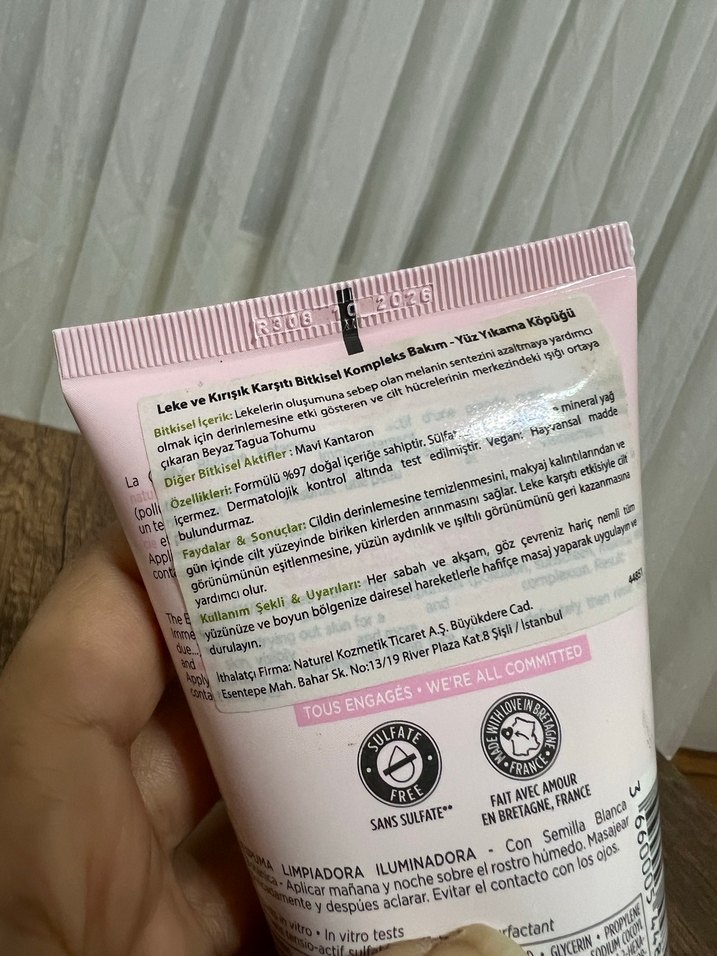 R308 10 2026
Leke ve Kırışık Karşıtı Bitkisel Kompleks Bakım - Yüz Yıkama Köpüğü
Bitkisel İçerik: Lekelerin oluşumuna sebep olan melanin sentezini azaltmaya yardımcı
olmak için derinlemesine etki gösteren ve cilt hücrelerinin merkezindeki ışığı ortaya
çıkaran Beyaz Tagua Tohumu
Diğer Bitkisel Aktifler : Mavi Kantaron
Özellikleri: Formülü %97 doğal içeriğe sahiptir. Sülfat mineral yağ
içermez. Dermatolojik kontrol altında test edilmiştir. Vegan: Hayvansal madde
bulundurmaz.
Faydalar & Sonuçlar: Cildin derinlemesine temizlenmesini, makyaj kalıntılarından ve
gün içinde cilt yüzeyinde biriken kirlerden arınmasını sağlar. Leke karşıtı etkisiyle cilt
görünümünün eşitlenmesine, yüzün aydınlık ve ışıltılı görünümünü geri kazanmasına
yardımcı olur.
Kullanım Şekli & Uyarıları: Her sabah ve akşam, göz çevreniz hariç nemli tüm
yüzünüze ve boyun bölgenize dairesel hareketlerle hafifçe masaj yaparak uygulayın ve
durulayın.
İthalatçı Firma: Naturel Kozmetik Ticaret A.Ş. Büyükdere Cad.
Esentepe Mah. Bahar Sk. No:13/19 River Plaza Kat.8 Şişli / İstanbul
TOUS ENGAGÉS • WE'RE ALL COMMITTED
SULFATE
FREE
SANS SULFATE**
MADE WITH LOVE IN BRETAGNE
• FRANCE •
FAIT AVEC AMOUR
EN BRETAGNE, FRANCE
LIMPIADORA ILUMINADORA - Con Semilla Blanca
• Aplicar mañana y noche sobre el rostro húmedo. Masajear
y despúes aclarar. Evitar el contacto con los ojos.
in vitro • In vitro tests
GLYCERIN • PROPYLENE
SODIUM COCOYL